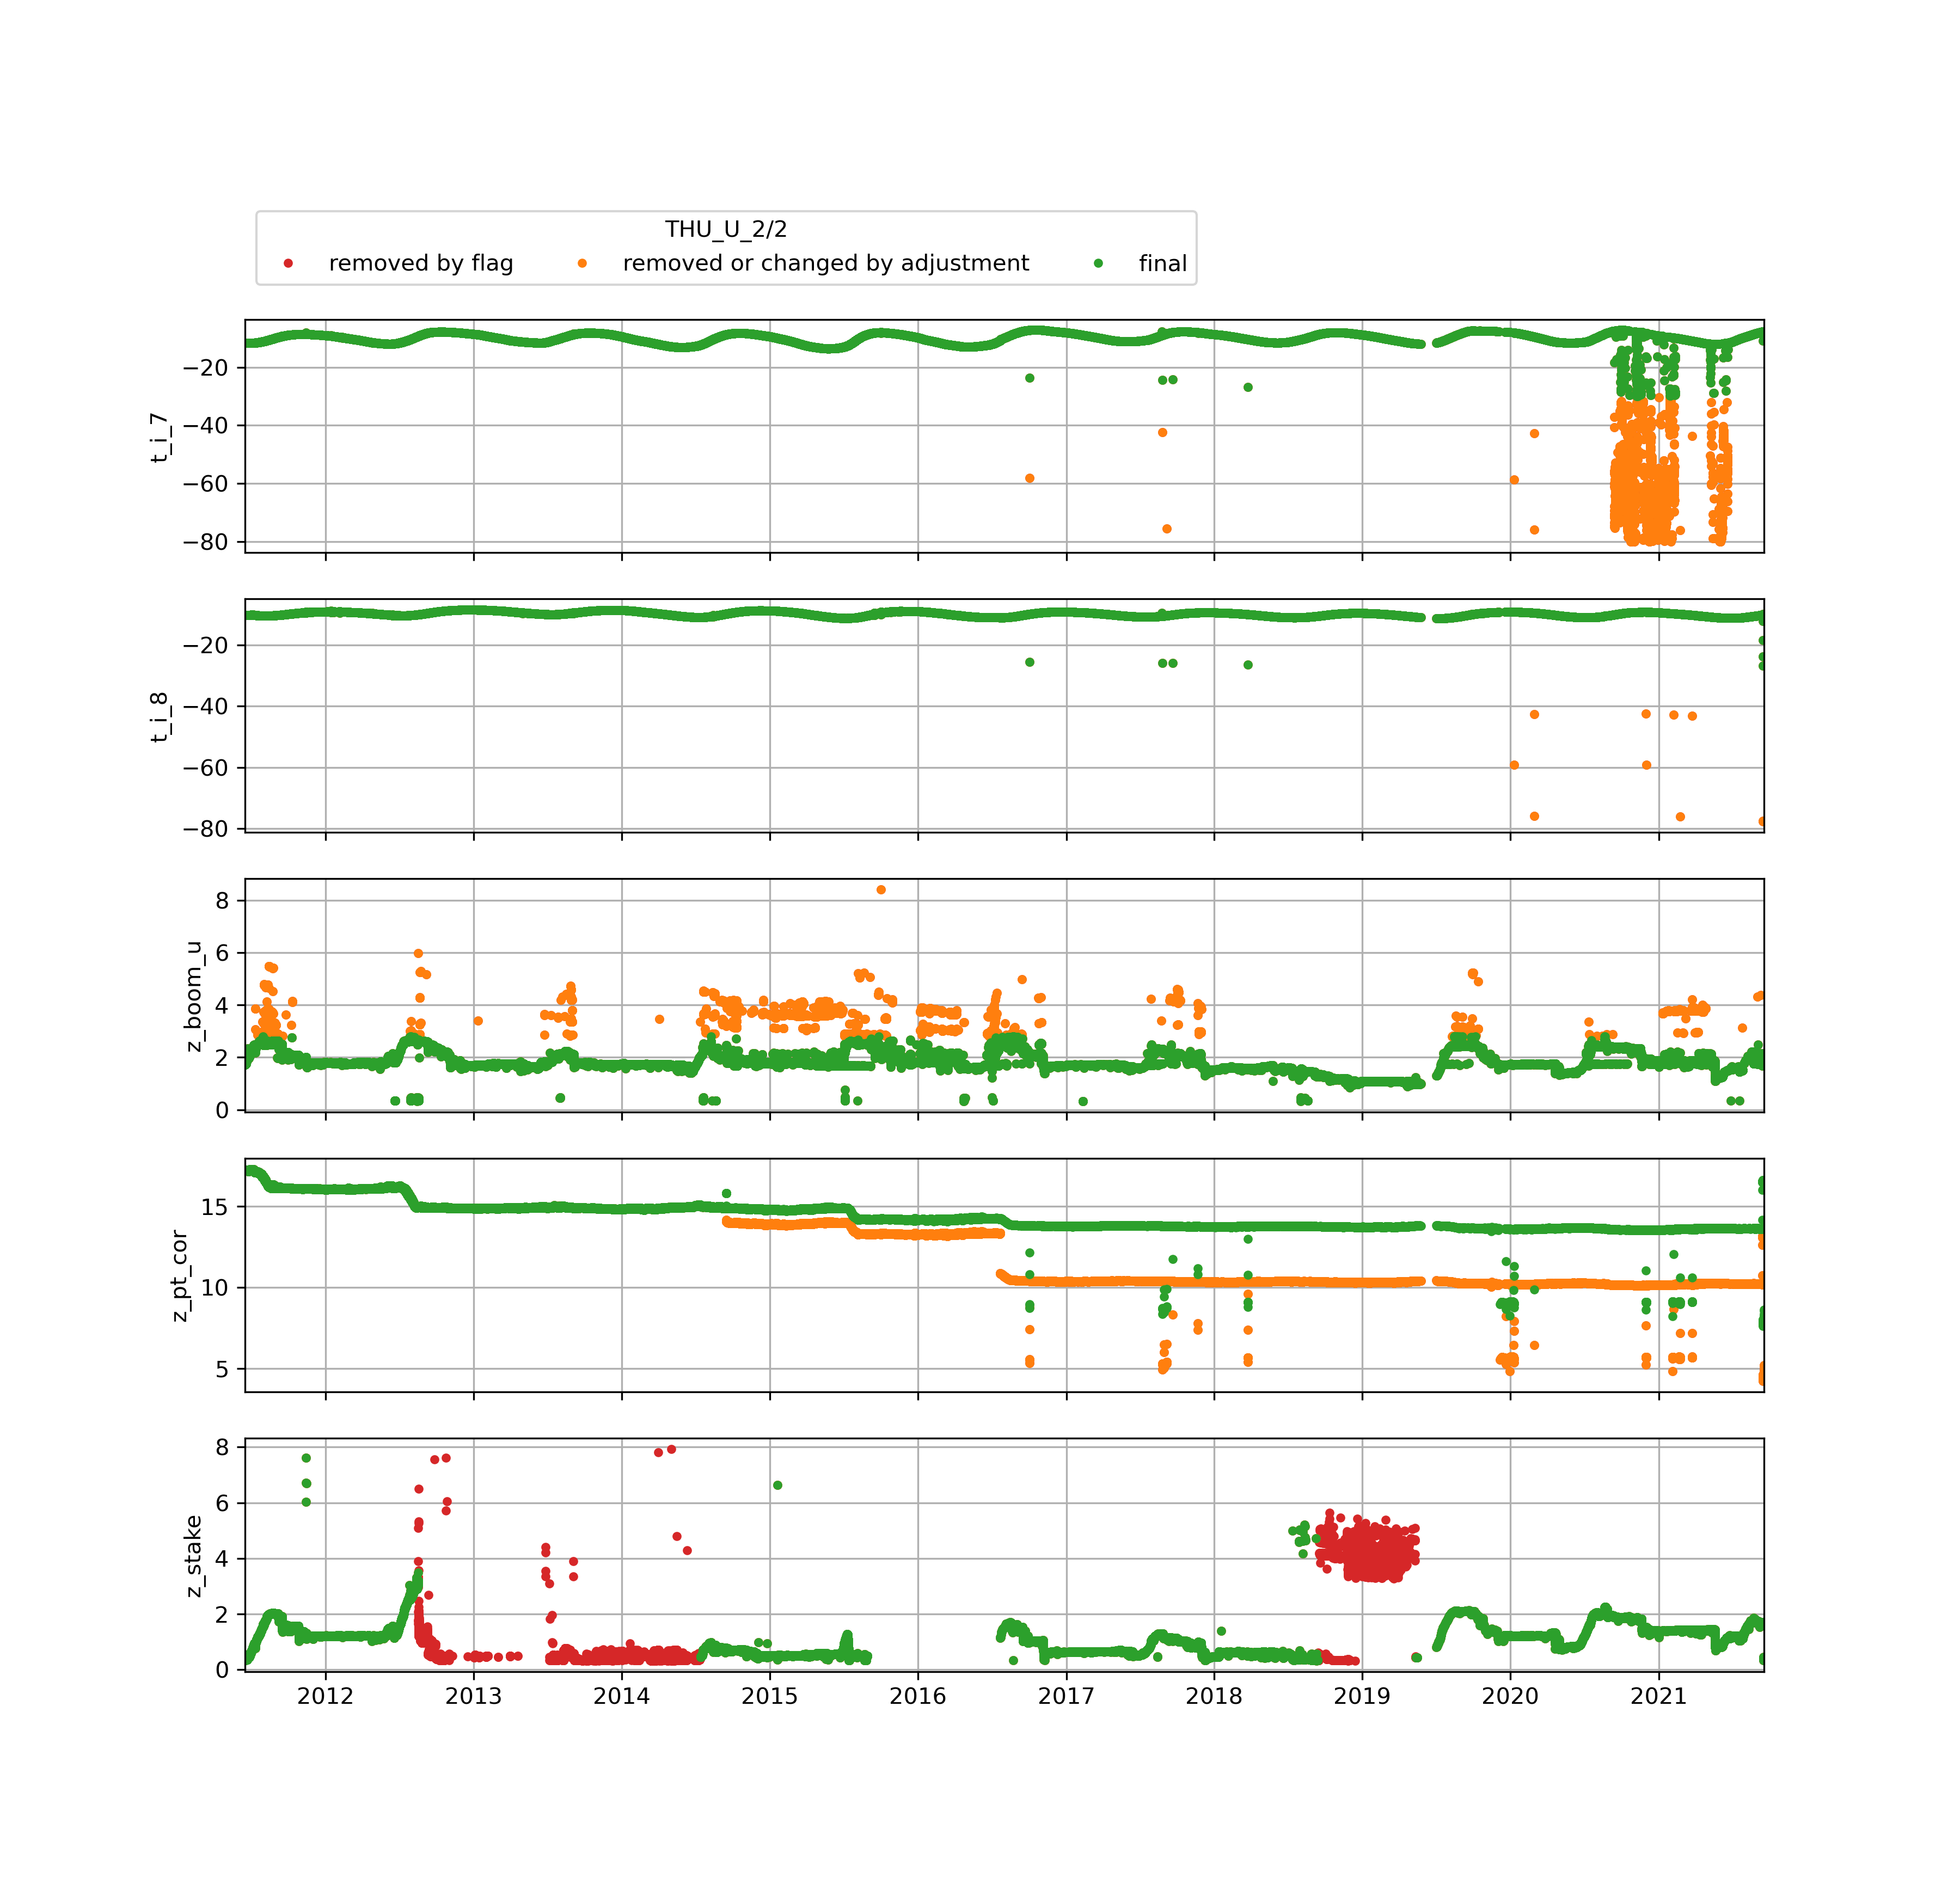 THU_U_2/2
removed by flag removed or changed by adjustment final
t_i_7
−20
−40
−60
−80
t_i_8
−20
−40
−60
−80
z_boom_u
8
6
4
2
0
z_pt_cor
15
10
5
z_stake
8
6
4
2
0
2012 2013 2014 2015 2016 2017 2018 2019 2020 2021